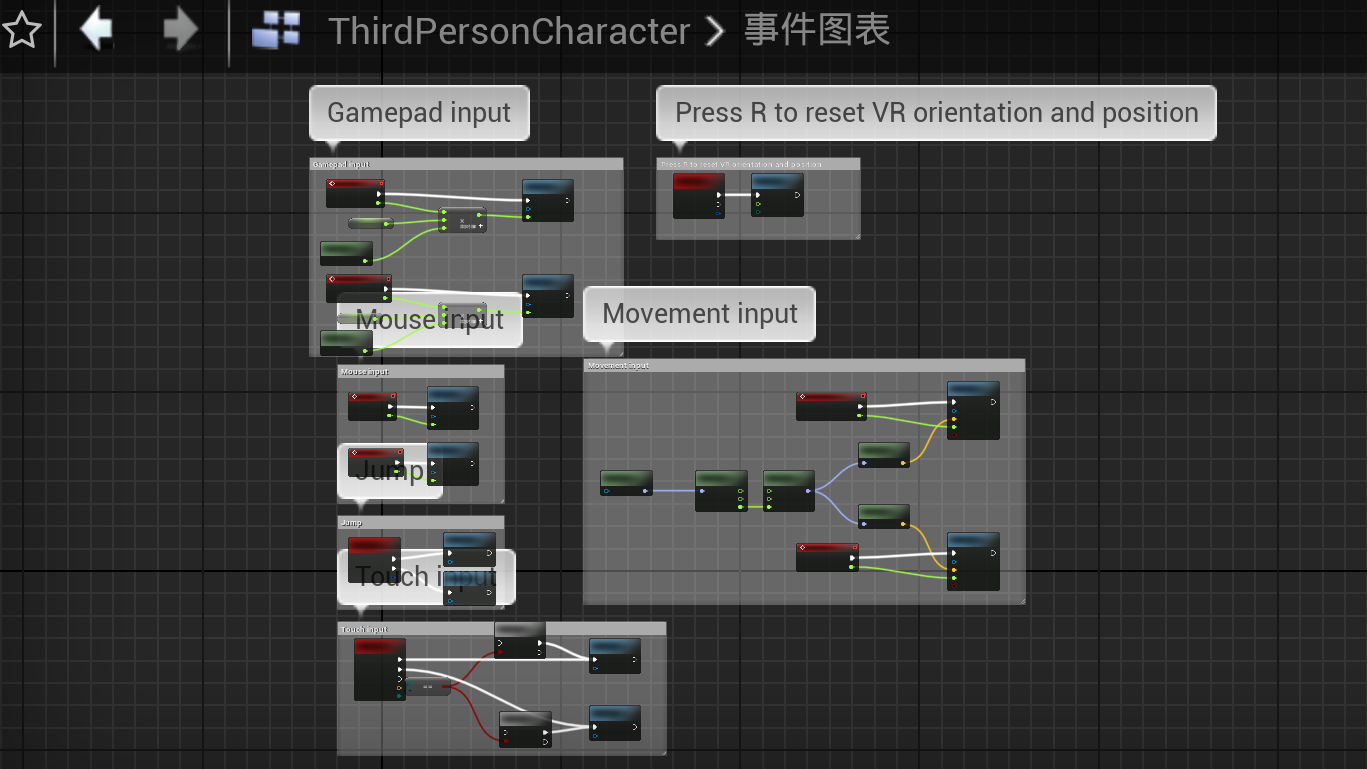 ThirdPersonCharacter > 事件图表
Gamepad input
Press R to reset VR orientation and position
Gamepad input
Press R to reset VR orientation and position
Mouse input
Movement input
Mouse input
Movement input
Jump
Jump
Touch input
Touch input
==